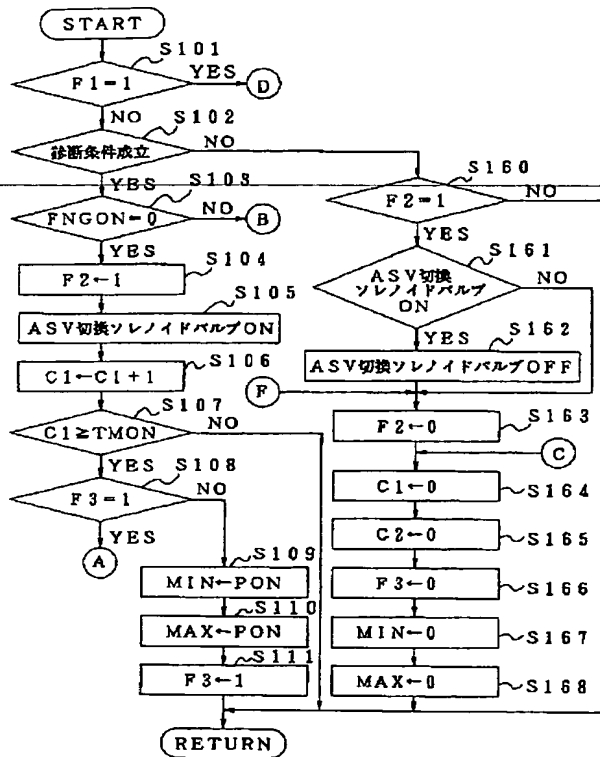 START
S101
F1=1
YES
D
NO
S102
診断条件成立
NO
YES
S103
FNGON=0
NO
B
YES
F2←1
S104
S105
ASV切換ソレノイドバルブON
S106
C1←C1+1
S107
C1≧TMON
NO
YES
S108
F3=1
NO
YES
A
S109
MIN←PON
S110
MAX←PON
S111
F3←1
RETURN
S160
F2=1
NO
YES
S161
ASV切換
ソレノイドバルブ
ON
NO
YES
S162
ASV切換ソレノイドバルブOFF
F
F2←0
S163
C
C1←0
S164
C2←0
S165
F3←0
S166
MIN←0
S167
MAX←0
S168